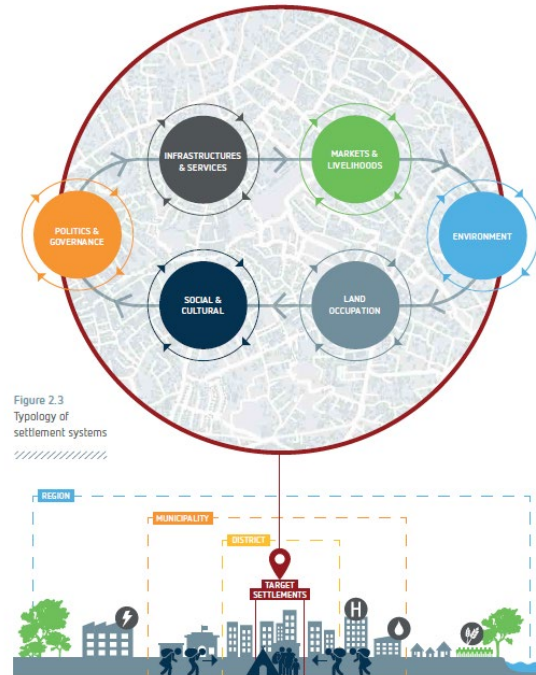 INFRASTRUCTURES
& SERVICES
MARKETS &
LIVELIHOODS
POLITICS &
GOVERNANCE
ENVIRONMENT
SOCIAL &
CULTURAL
LAND
OCCUPATION
Figure 2.3
Typology of
settlement systems
REGION
MUNICIPALITY
DISTRICT
TARGET
SETTLEMENTS
H